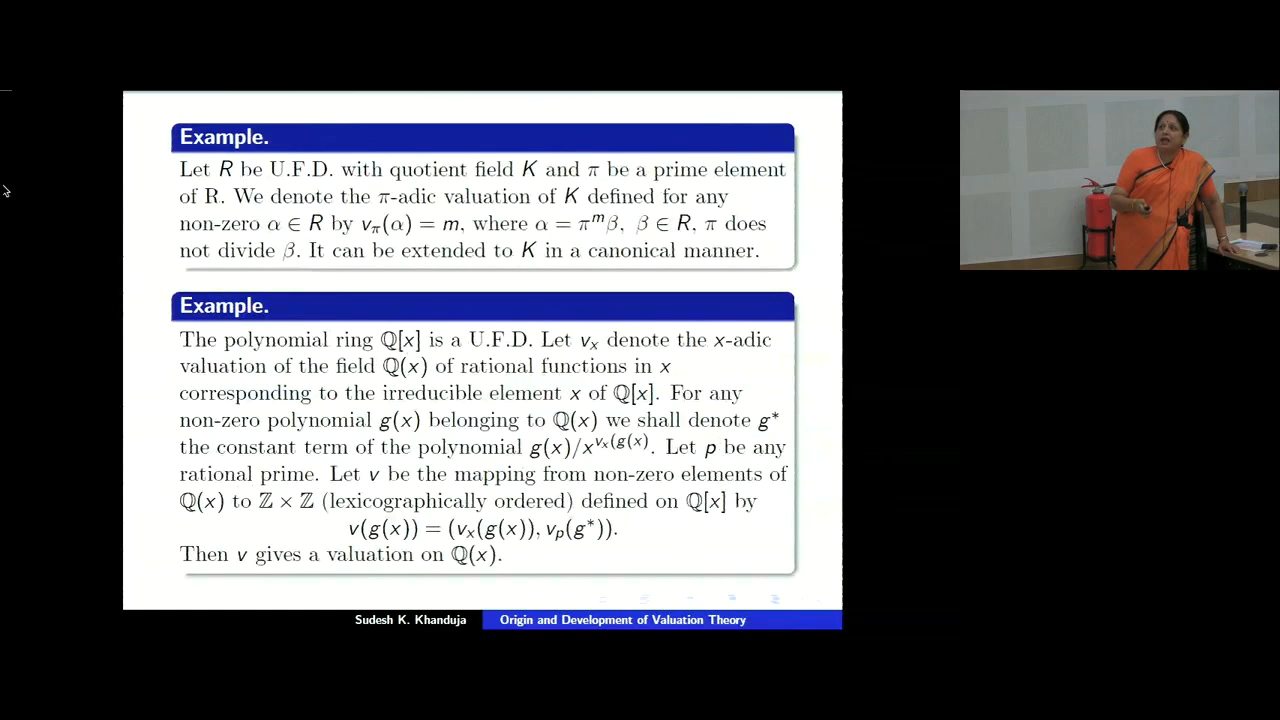 Example.
Let R be U.F.D. with quotient field K and π be a prime element
of R. We denote the π-adic valuation of K defined for any
non-zero α ∈ R by v_π(α) = m, where α = π^mβ, β ∈ R, π does
not divide β. It can be extended to K in a canonical manner.
Example.
The polynomial ring ℚ[x] is a U.F.D. Let v_x denote the x-adic
valuation of the field ℚ(x) of rational functions in x
corresponding to the irreducible element x of ℚ[x]. For any
non-zero polynomial g(x) belonging to ℚ(x) we shall denote g*
the constant term of the polynomial g(x)/x^{v_x(g(x)}. Let p be any
rational prime. Let v be the mapping from non-zero elements of
ℚ(x) to ℤ × ℤ (lexicographically ordered) defined on ℚ[x] by
v(g(x)) = (v_x(g(x)), v_p(g*)).
Then v gives a valuation on ℚ(x).
Sudesh K. Khanduja Origin and Development of Valuation Theory